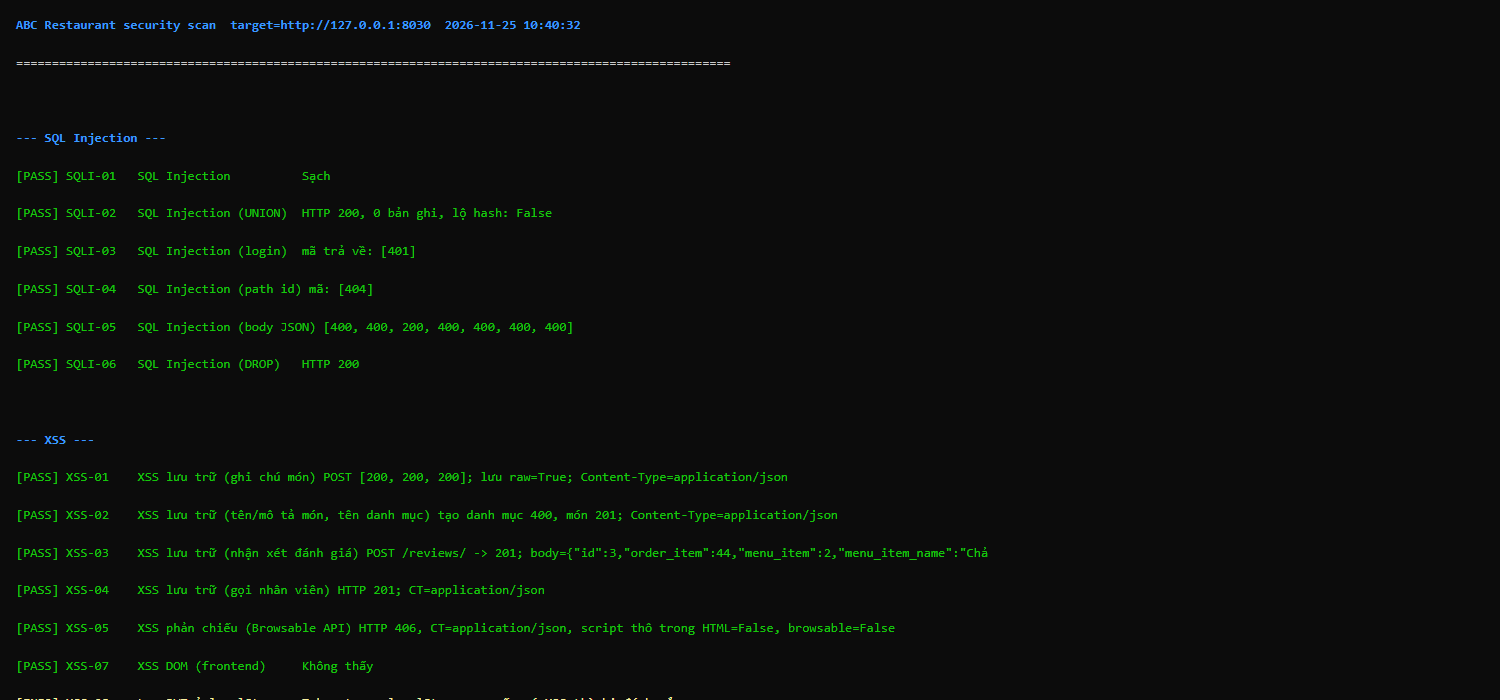 ABC Restaurant security scan  target=http://127.0.0.1:8030  2026-11-25 10:40:32
====================================================================================================
--- SQL Injection ---
[PASS] SQLI-01   SQL Injection          Sạch
[PASS] SQLI-02   SQL Injection (UNION)  HTTP 200, 0 bản ghi, lộ hash: False
[PASS] SQLI-03   SQL Injection (login)  mã trả về: [401]
[PASS] SQLI-04   SQL Injection (path id) mã: [404]
[PASS] SQLI-05   SQL Injection (body JSON) [400, 400, 200, 400, 400, 400, 400]
[PASS] SQLI-06   SQL Injection (DROP)   HTTP 200
--- XSS ---
[PASS] XSS-01    XSS lưu trữ (ghi chú món) POST [200, 200, 200]; lưu raw=True; Content-Type=application/json
[PASS] XSS-02    XSS lưu trữ (tên/mô tả món, tên danh mục) tạo danh mục 400, món 201; Content-Type=application/json
[PASS] XSS-03    XSS lưu trữ (nhận xét đánh giá) POST /reviews/ -> 201; body={"id":3,"order_item":44,"menu_item":2,"menu_item_name":"Chả
[PASS] XSS-04    XSS lưu trữ (gọi nhân viên) HTTP 201; CT=application/json
[PASS] XSS-05    XSS phản chiếu (Browsable API) HTTP 406, CT=application/json, script thô trong HTML=False, browsable=False
[PASS] XSS-07    XSS DOM (frontend)     Không thấy